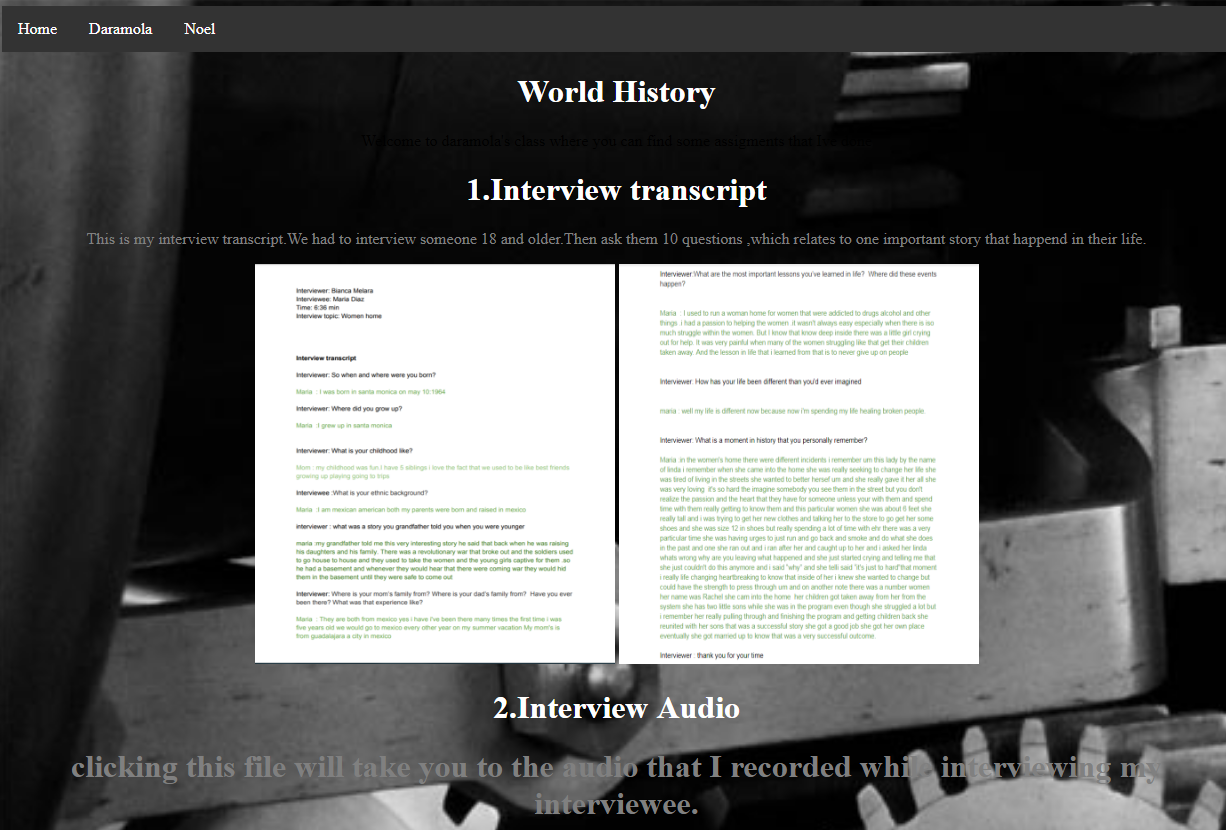 Home Daramola Noel
World History
Welcome to daramola's class where you can find some assigments that Ive
1.Interview transcript
This is my interview transcript.We had to interview someone 18 and older.Then ask them 10 questions ,which relates to one important story that happend in their life.
Interviewer: Bianca Melara
Interviewee: Maria Diaz
Time: 6:36 min
Interview topic: Women home
Interview transcript
Interviewer: So when and where were you born?
Maria : I was born in santa monica on may 10.1964
Interviewer: Where did you grow up?
Maria :I grew up in santa monica
Interviewer: What is your childhood like?
Mom : my childhood was fun.I have 5 siblings i love the fact that we used to be like best friends
growing up playing going to trips
Interviewee :What is your ethnic background?
Maria :I am mexican american both my parents were born and raised in mexico
interviewer : what was a story you grandfather told you when you were younger
maria :my grandfather told me this very interesting story he said that back when he was raising
his daughters and his family. There was a revolutionary war that broke out and the soldiers used
to go house to house and they used to take the women and the young girls captive for them .so
he had a basement and whenever they would hear that there were coming war they would hid
them in the basement until they were safe to come out
Interviewer: Where is your mom's family from? Where is your dad's family from? Have you ever
been there? What was that experience like?
Maria : They are both from mexico yes i have I've been there many times the first time i was
five years old we would go to mexico every other year on my summer vacation My mom's is
from guadalajara a city in mexico
Interviewer:What are the most important lessons you've learned in life? Where did these events
happen?
Maria : I used to run a woman home for women that were addicted to drugs alcohol and other
things. i had a passion to helping the women .it wasn't always easy especially when there is iso
much struggle within the women. But I know that know deep inside there was a little girl crying
out for help. It was very painful when many of the women struggling like that get their children
taken away. And the lesson in life that i learned from that is to never give up on people
Interviewer: How has your life been different than you'd ever imagined
maria : well my life is different now because now i'm spending my life healing broken people.
Interviewer: What is a moment in history that you personally remember?
Maria :in the women's home there were different incidents i remember um this lady by the name
of linda i remember when she came into the home she was really seeking to change her life she
was tired of living in the streets she wanted to better herself um and she really gave it her all she
was very loving it's so hard the imagine somebody you see them in the street but you don't
realize the passion and the heart that they have for someone unless your with them and spend
time with them really getting to know them and this particular women she was about 6 feet she
really tall and i was trying to get her new clothes and talking her to the store to go get her some
shoes and she was size 12 in shoes but really spending a lot of time with ehr there was a very
particular time she was having urges to just run and go back and smoke and do what she does
in the past and one she ran out and i ran after her and caught up to her and i asked her linda
whats wrong why are you leaving what happened and she just started crying and telling me that
she just couldn't do this anymore and i said "why" and she telli said "it's just to hard"that moment
i really life changing heartbreaking to know that inside of her i knew she wanted to change but
could have the strength to press through um and on another note there was a number women
her name was Rachel she cam into the home her children got taken away from her from the
system she has two little sons while she was in the program even though she struggled a lot but
i remember her really pulling through and finishing the program and getting children back she
reunited with her sons that was a successful story she got a good job she got her own place
eventually she got married up to know that was a very successful outcome.
Interviewer : thank you for your time
2.Interview Audio
clicking this file will take you to the audio that I recorded while interviewing my
interviewee.